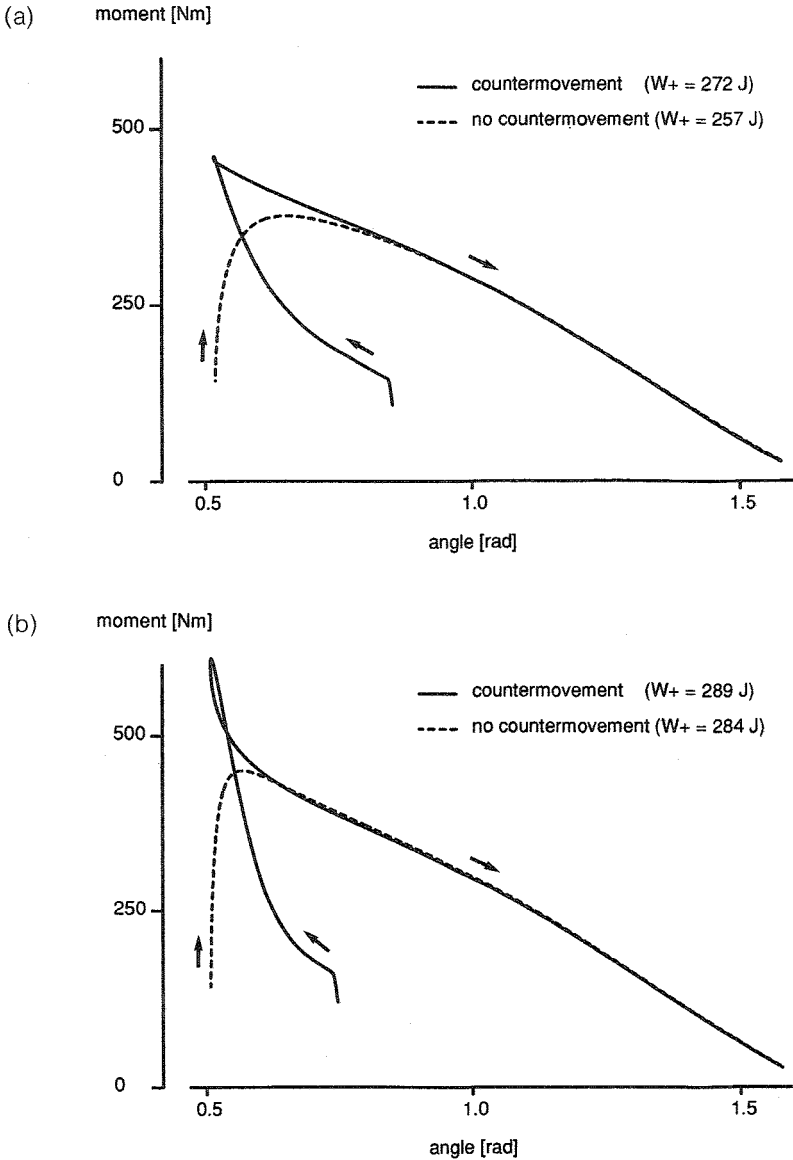 (a)
moment [Nm]
countermovement (W+ = 272 J)
no countermovement (W+ = 257 J)
500
250
0
0.5 1.0 1.5
angle [rad]
(b)
moment [Nm]
countermovement (W+ = 289 J)
no countermovement (W+ = 284 J)
500
250
0
0.5 1.0 1.5
angle [rad]